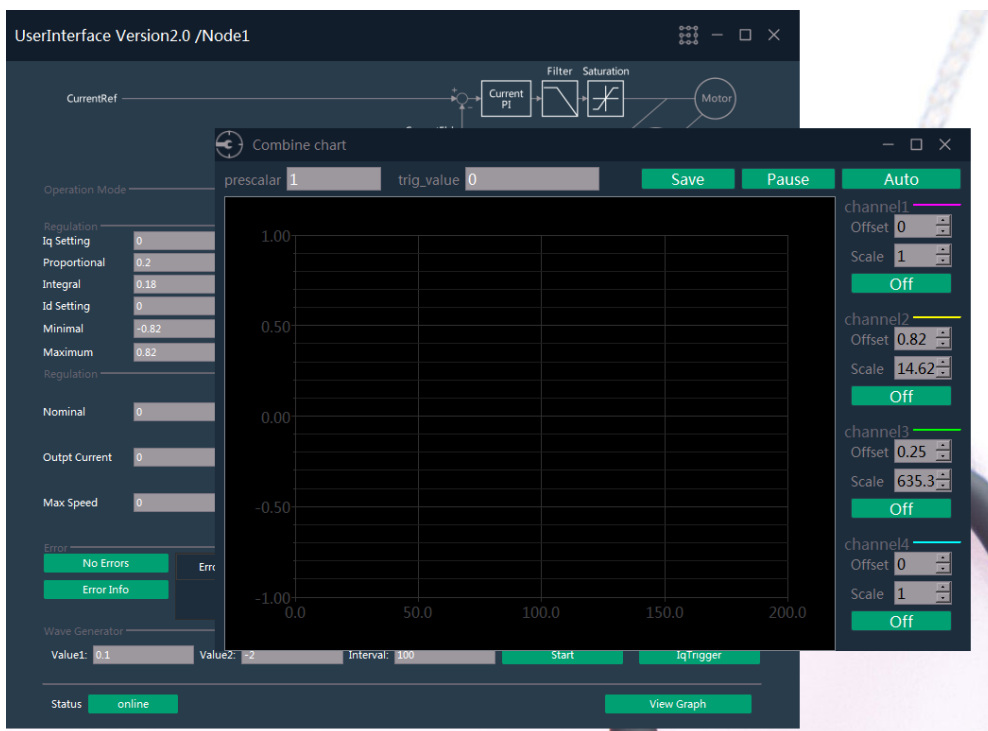 UserInterface Version2.0 /Node1
Filter Saturation
CurrentRef
Current
PI
Motor
Combine chart
prescalar 1 trig_value 0 Save Pause Auto
Operation Mode
Regulation
Iq Setting 0
Proportional 0.2
Integral 0.18
Id Setting 0
Minimal -0.82
Maximum 0.82
Regulation
Nominal 0
Outpt Current 0
Max Speed 0
Error
No Errors
Error Info
1.00
0.50
0.00
-0.50
-1.00
0.0 50.0 100.0 150.0 200.0
channel1
Offset 0
Scale 1
Off
channel2
Offset 0.82
Scale 14.62
Off
channel3
Offset 0.25
Scale 635.3
Off
channel4
Offset 0
Scale 1
Off
Wave Generator
Value1: 0.1 Value2: -2 Interval: 100 Start IqTrigger
Status online View Graph